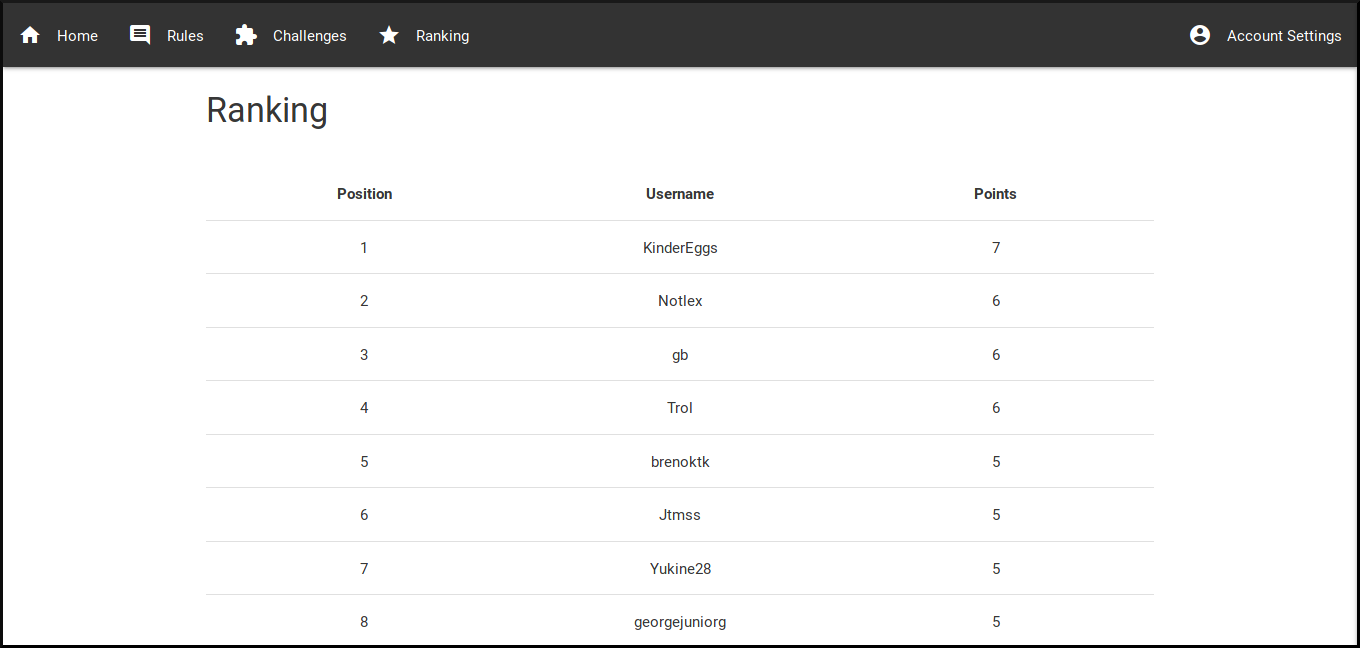 Home Rules Challenges Ranking Account Settings
Ranking
Position Username Points
1 KinderEggs 7
2 Notlex 6
3 gb 6
4 Trol 6
5 brenoktk 5
6 Jtmss 5
7 Yukine28 5
8 georgejuniorg 5